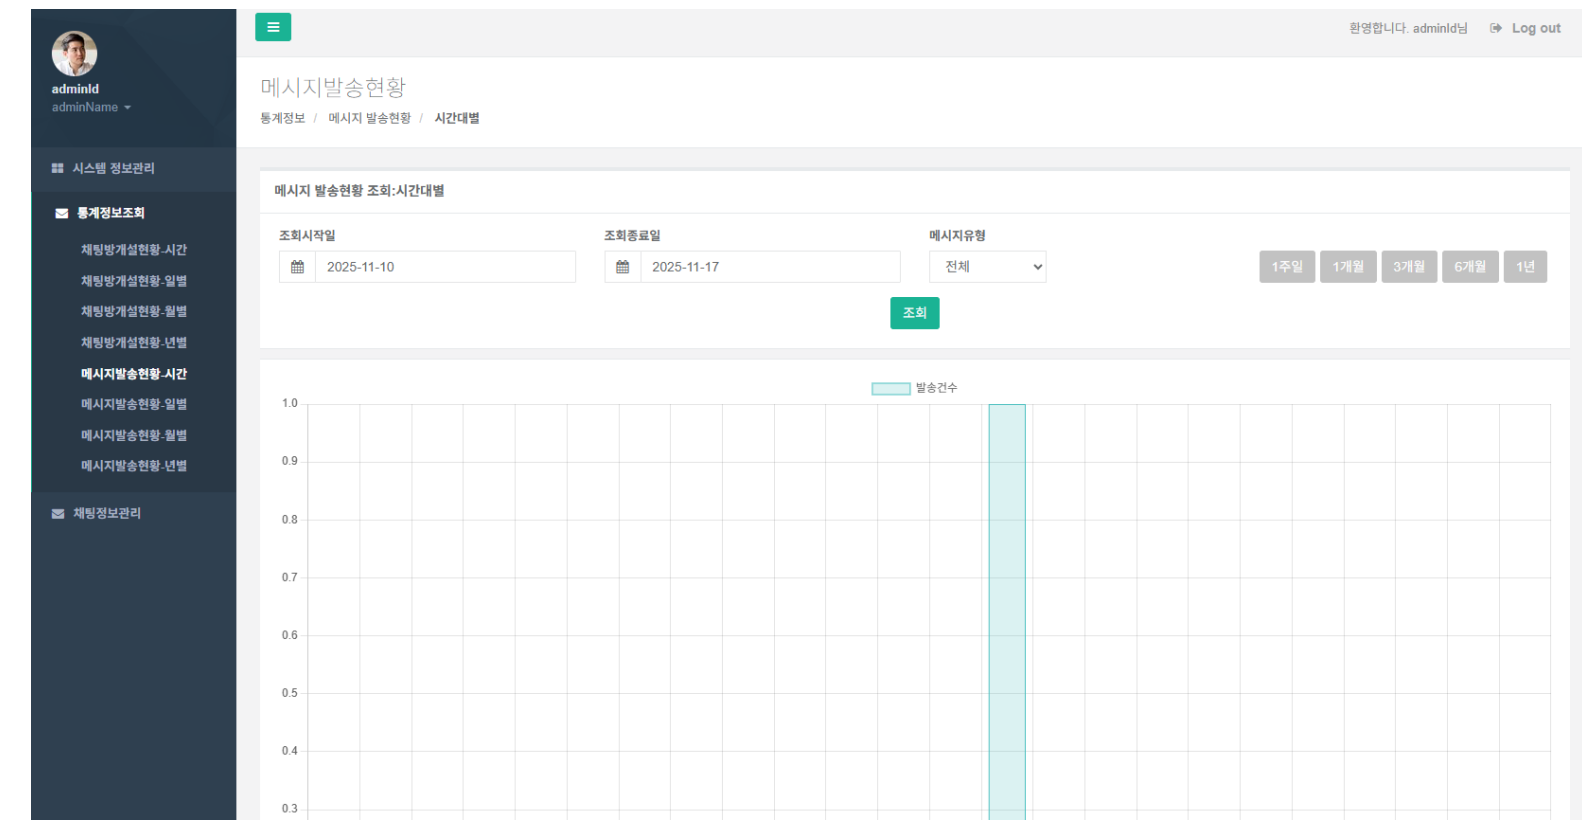 환영합니다. adminId님 Log out
adminId
adminName
시스템 정보관리
통계정보조회
채팅방개설현황-시간
채팅방개설현황-일별
채팅방개설현황-월별
채팅방개설현황-년별
메시지발송현황-시간
메시지발송현황-일별
메시지발송현황-월별
메시지발송현황-년별
채팅정보관리
메시지발송현황
통계정보 / 메시지 발송현황 / 시간대별
메시지 발송현황 조회:시간대별
조회시작일 조회종료일 메시지유형
2025-11-10 2025-11-17 전체 1주일 1개월 3개월 6개월 1년
조회
발송건수
1.0
0.9
0.8
0.7
0.6
0.5
0.4
0.3